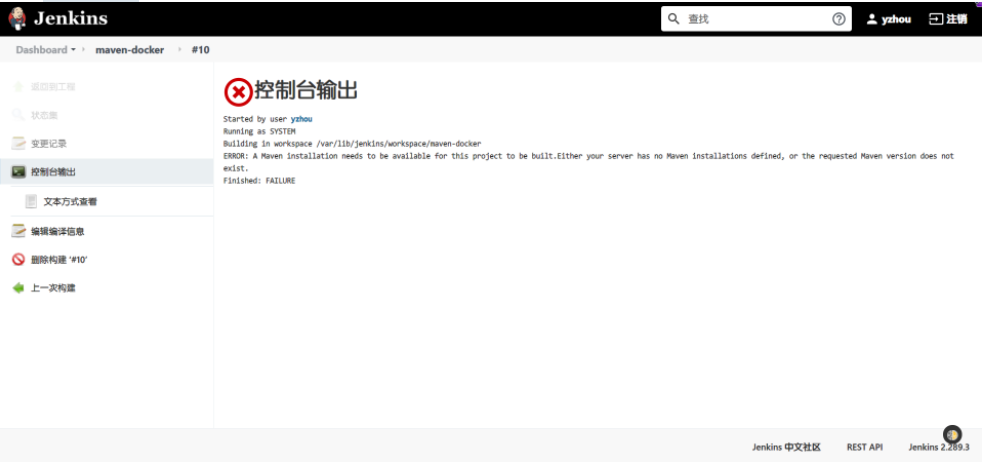 Jenkins
查找
yzhou
注销
Dashboard
maven-docker
#10
返回到工程
状态集
变更记录
控制台输出
文本方式查看
编辑编译信息
删除构建 '#10'
上一次构建
控制台输出
Started by user yzhou
Running as SYSTEM
Building in workspace /var/lib/jenkins/workspace/maven-docker
ERROR: A Maven installation needs to be available for this project to be built.Either your server has no Maven installations defined, or the requested Maven version does not
exist.
Finished: FAILURE
Jenkins 中文社区
REST API
Jenkins 2.289.3